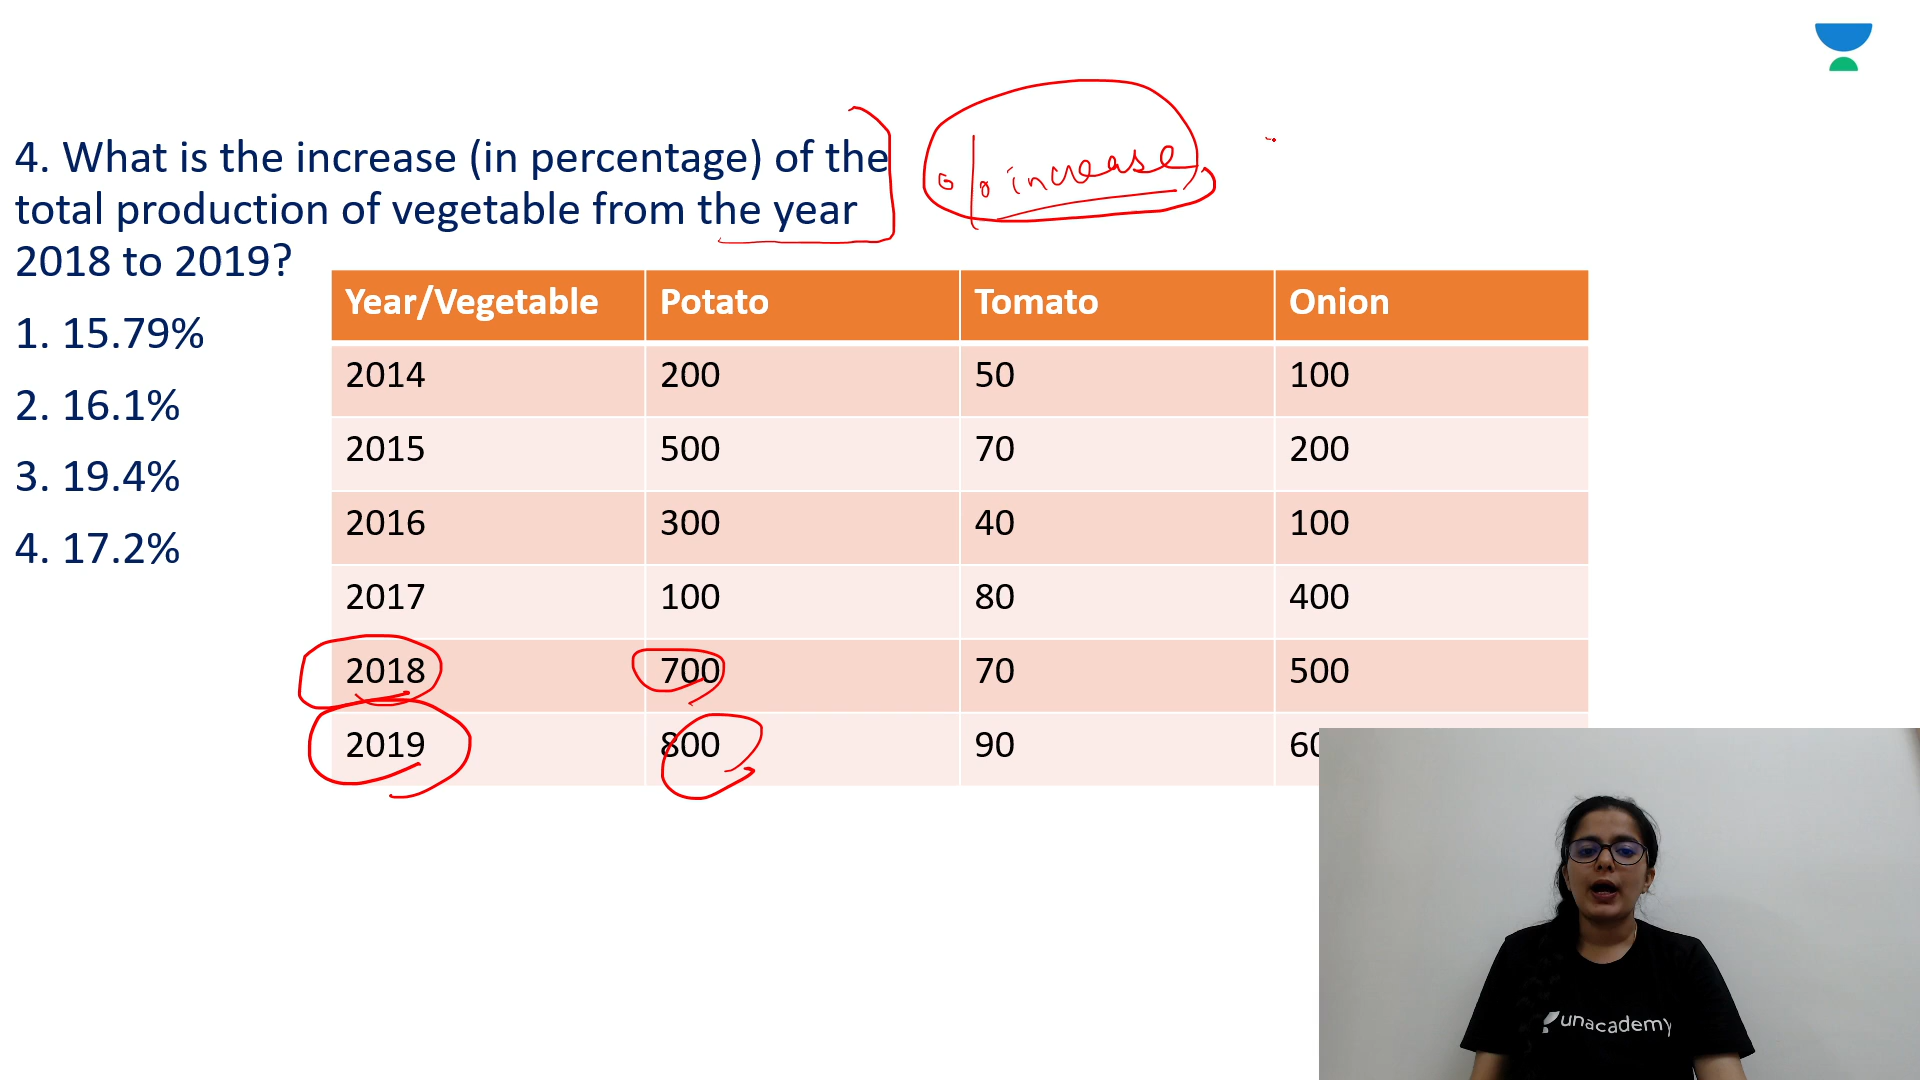 4. What is the increase (in percentage) of the
total production of vegetable from the year
2018 to 2019?
% increase
1. 15.79%
2. 16.1%
3. 19.4%
4. 17.2%
Year/Vegetable Potato Tomato Onion
2014 200 50 100
2015 500 70 200
2016 300 40 100
2017 100 80 400
2018 700 70 500
2019 800 90
unacademy